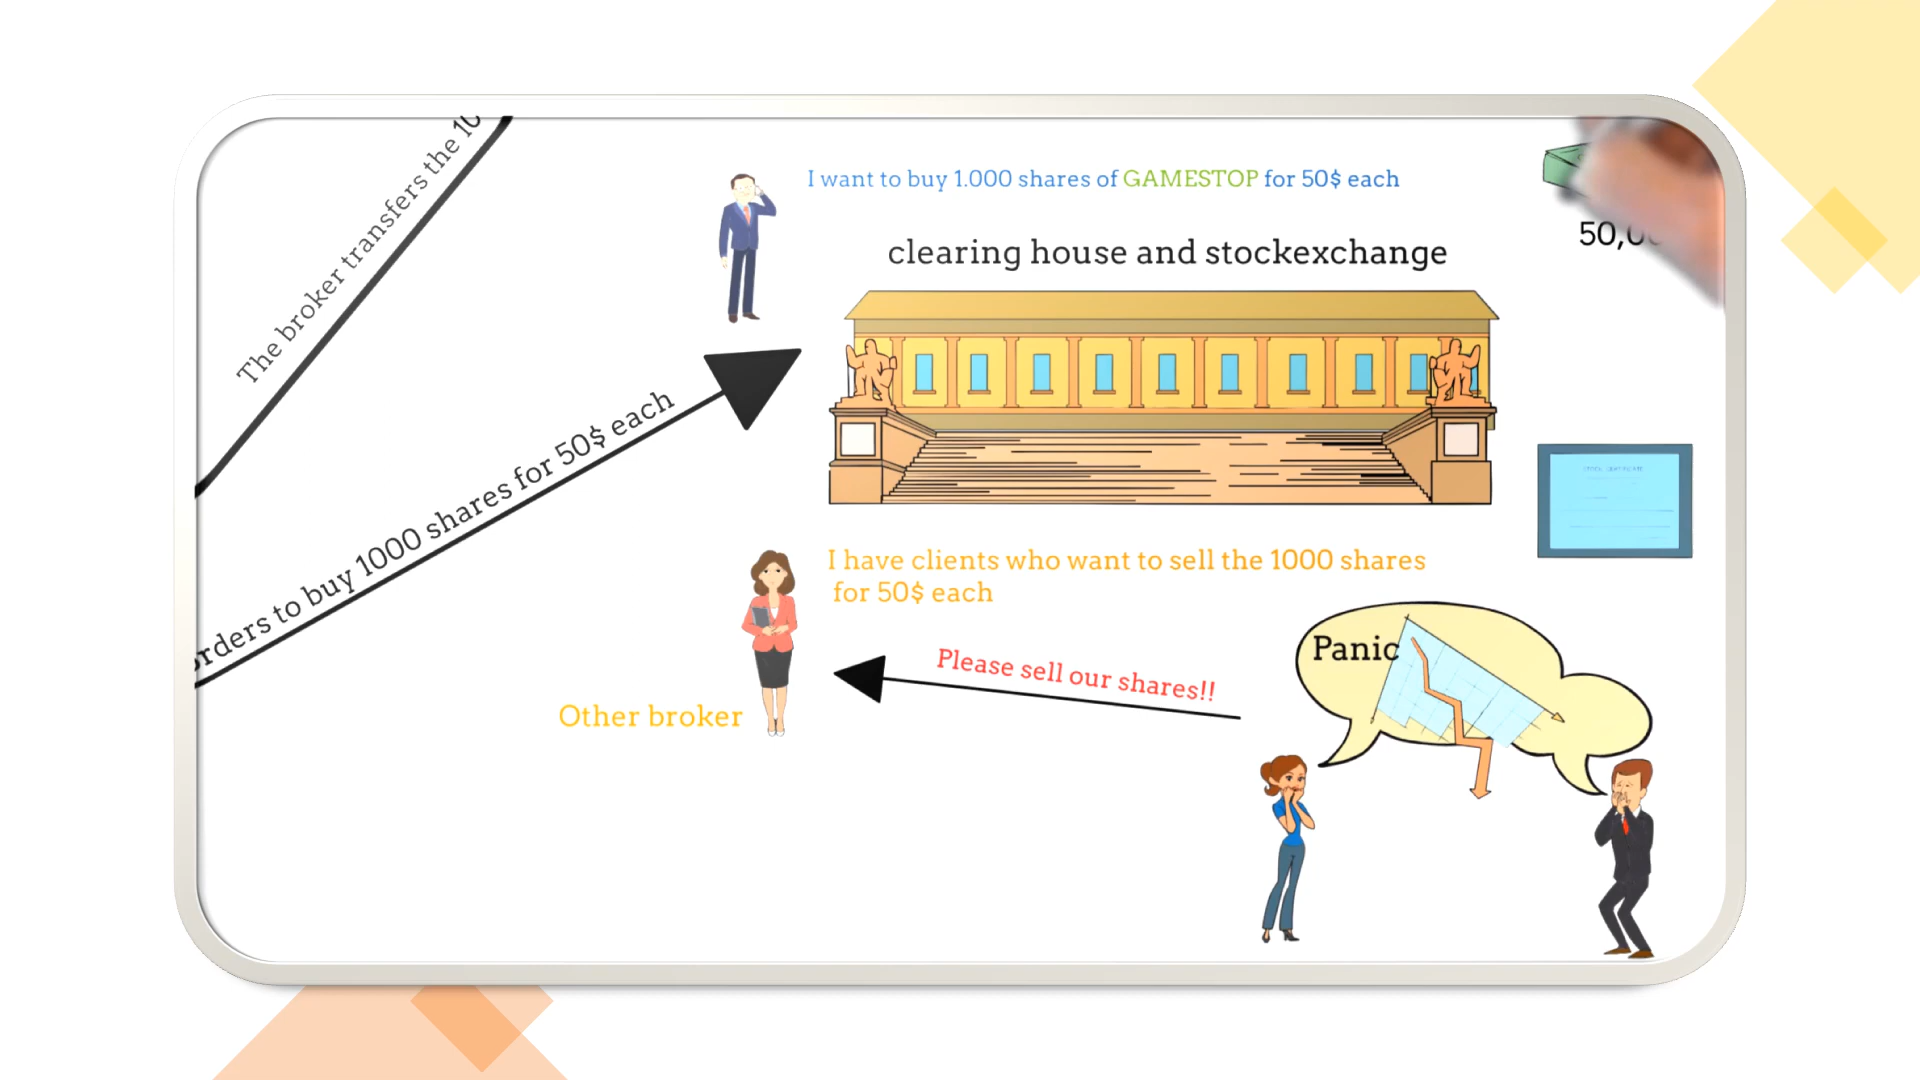 The broker transfers the
I want to buy 1.000 shares of GAMESTOP for 50$ each
clearing house and stockexchange
to buy 1000 shares for 50$ each
I have clients who want to sell the 1000 shares
for 50$ each
Please sell our shares!!
Panic
Other broker